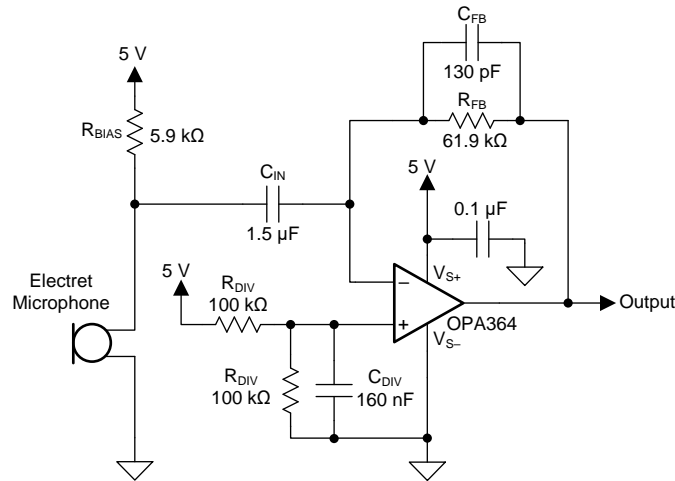 C_FB
130 pF
5 V
R_FB
R_BIAS
5.9 kΩ
61.9 kΩ
C_IN
5 V
1.5 µF
0.1 µF
Electret
Microphone
5 V
R_DIV
100 kΩ
V_S+
–
+
OPA364
Output
V_S–
R_DIV
100 kΩ
C_DIV
160 nF